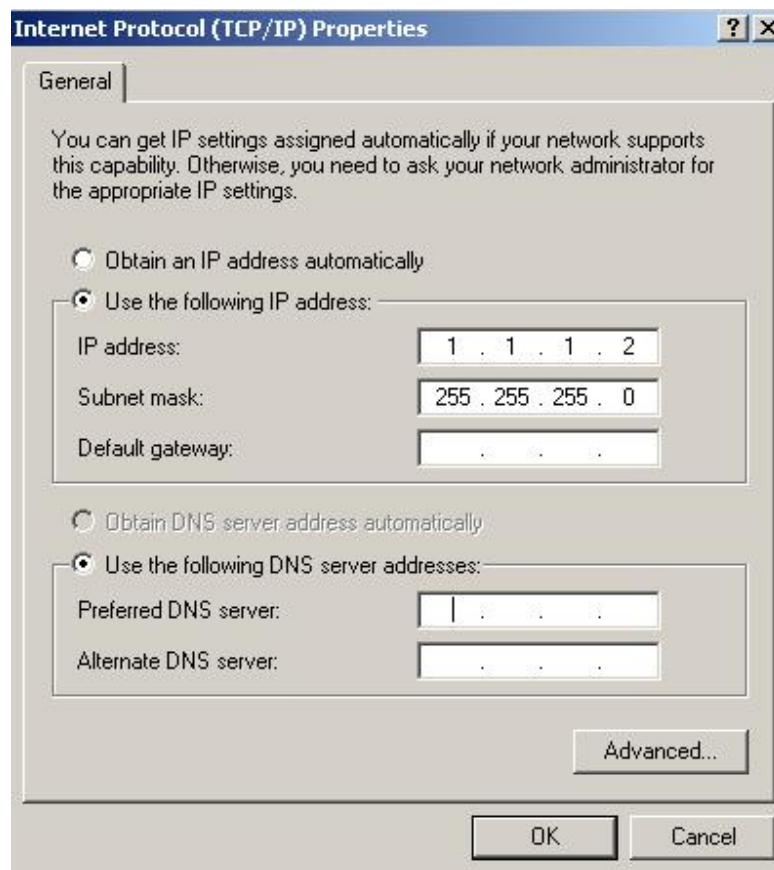 Internet Protocol (TCP/IP) Properties
General
You can get IP settings assigned automatically if your network supports
this capability. Otherwise, you need to ask your network administrator for
the appropriate IP settings.
Obtain an IP address automatically
Use the following IP address:
IP address: 1 . 1 . 1 . 2
Subnet mask: 255 . 255 . 255 . 0
Default gateway: . . .
Obtain DNS server address automatically
Use the following DNS server addresses:
Preferred DNS server: . . .
Alternate DNS server: . . .
Advanced...
OK Cancel